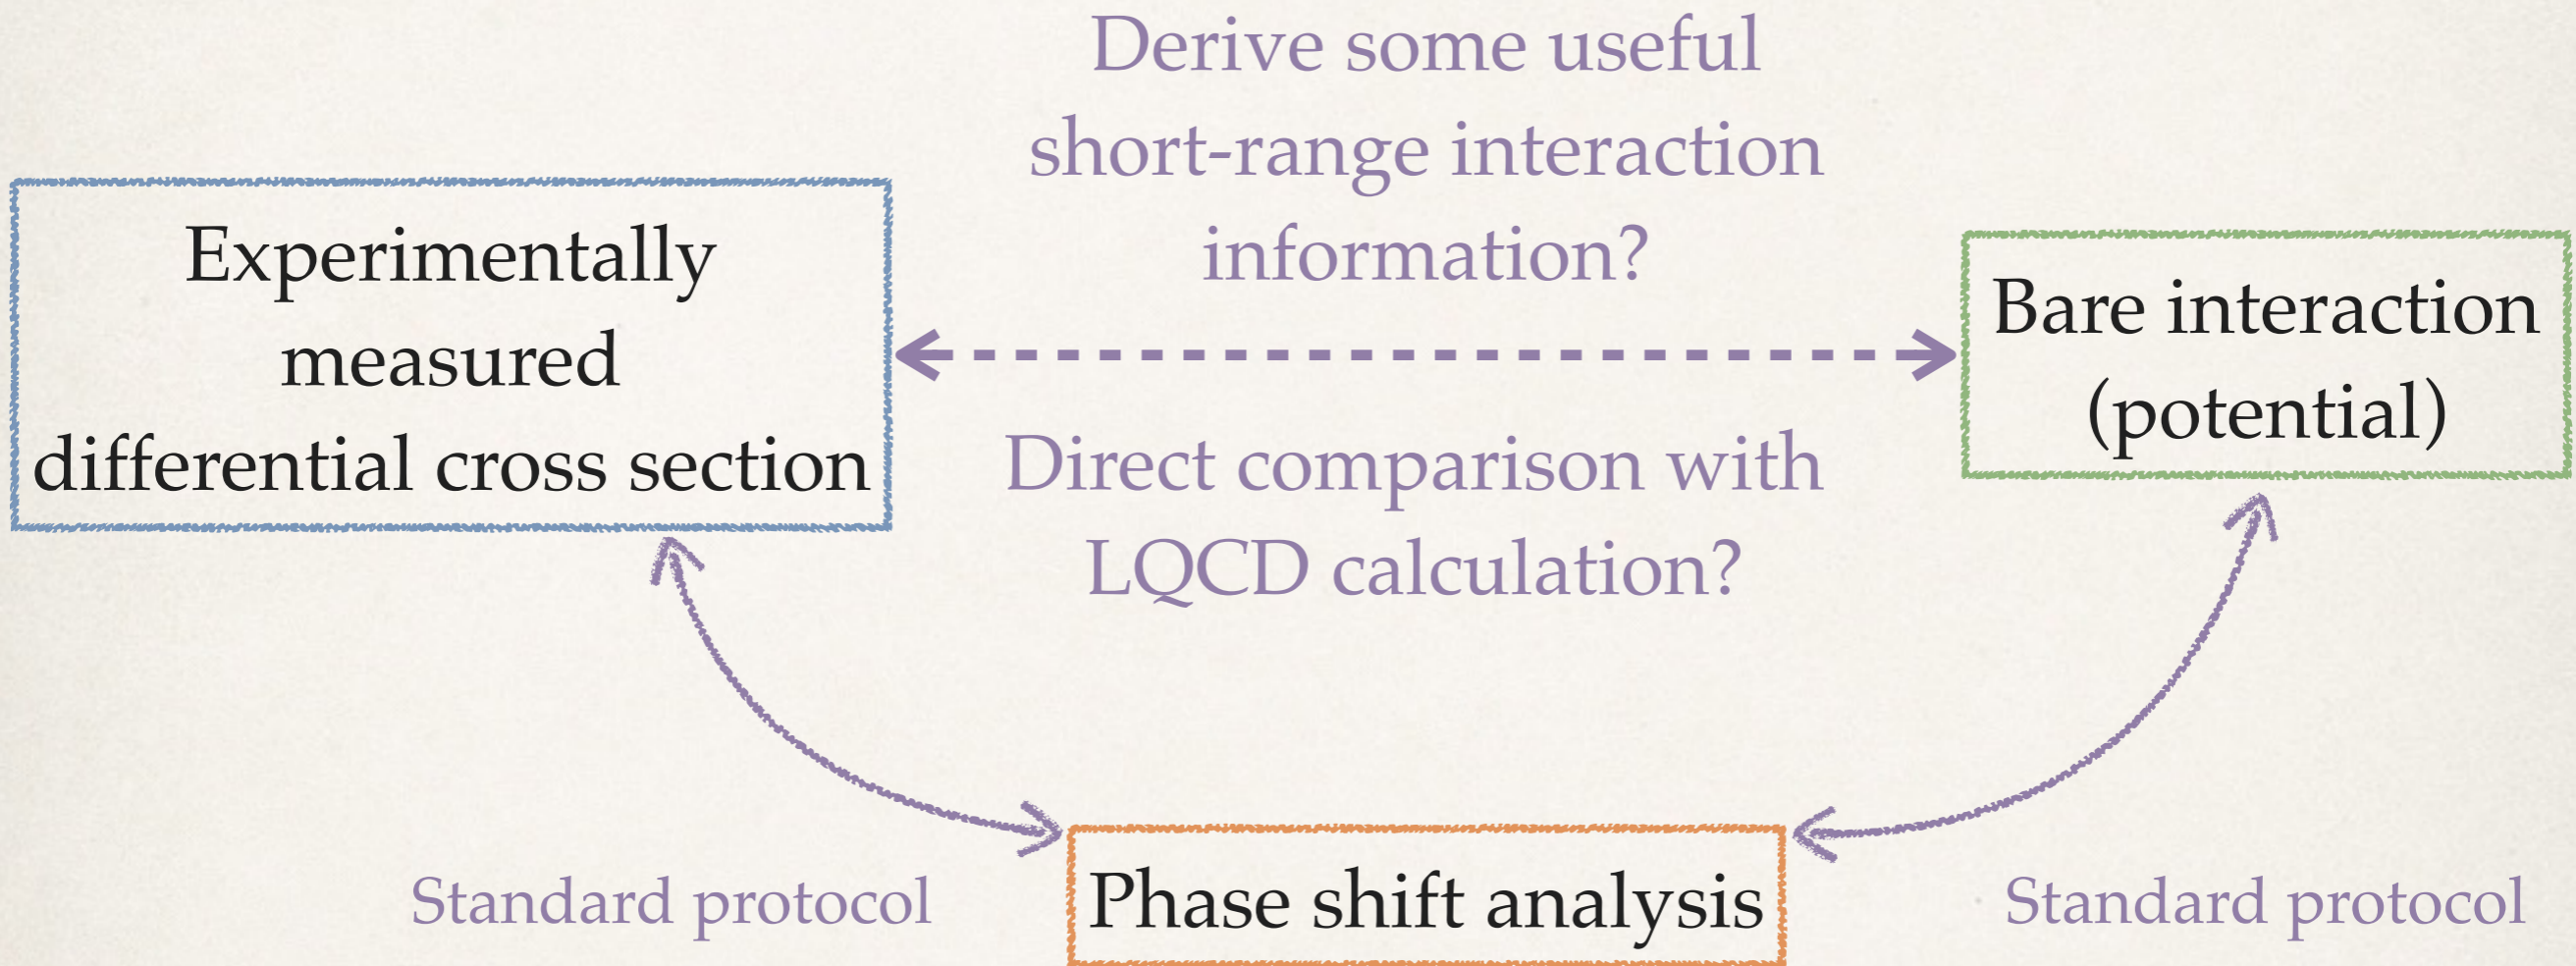 Derive some useful
short-range interaction
information?
Experimentally
measured
differential cross section
Bare interaction
(potential)
Direct comparison with
LQCD calculation?
Standard protocol
Phase shift analysis
Standard protocol